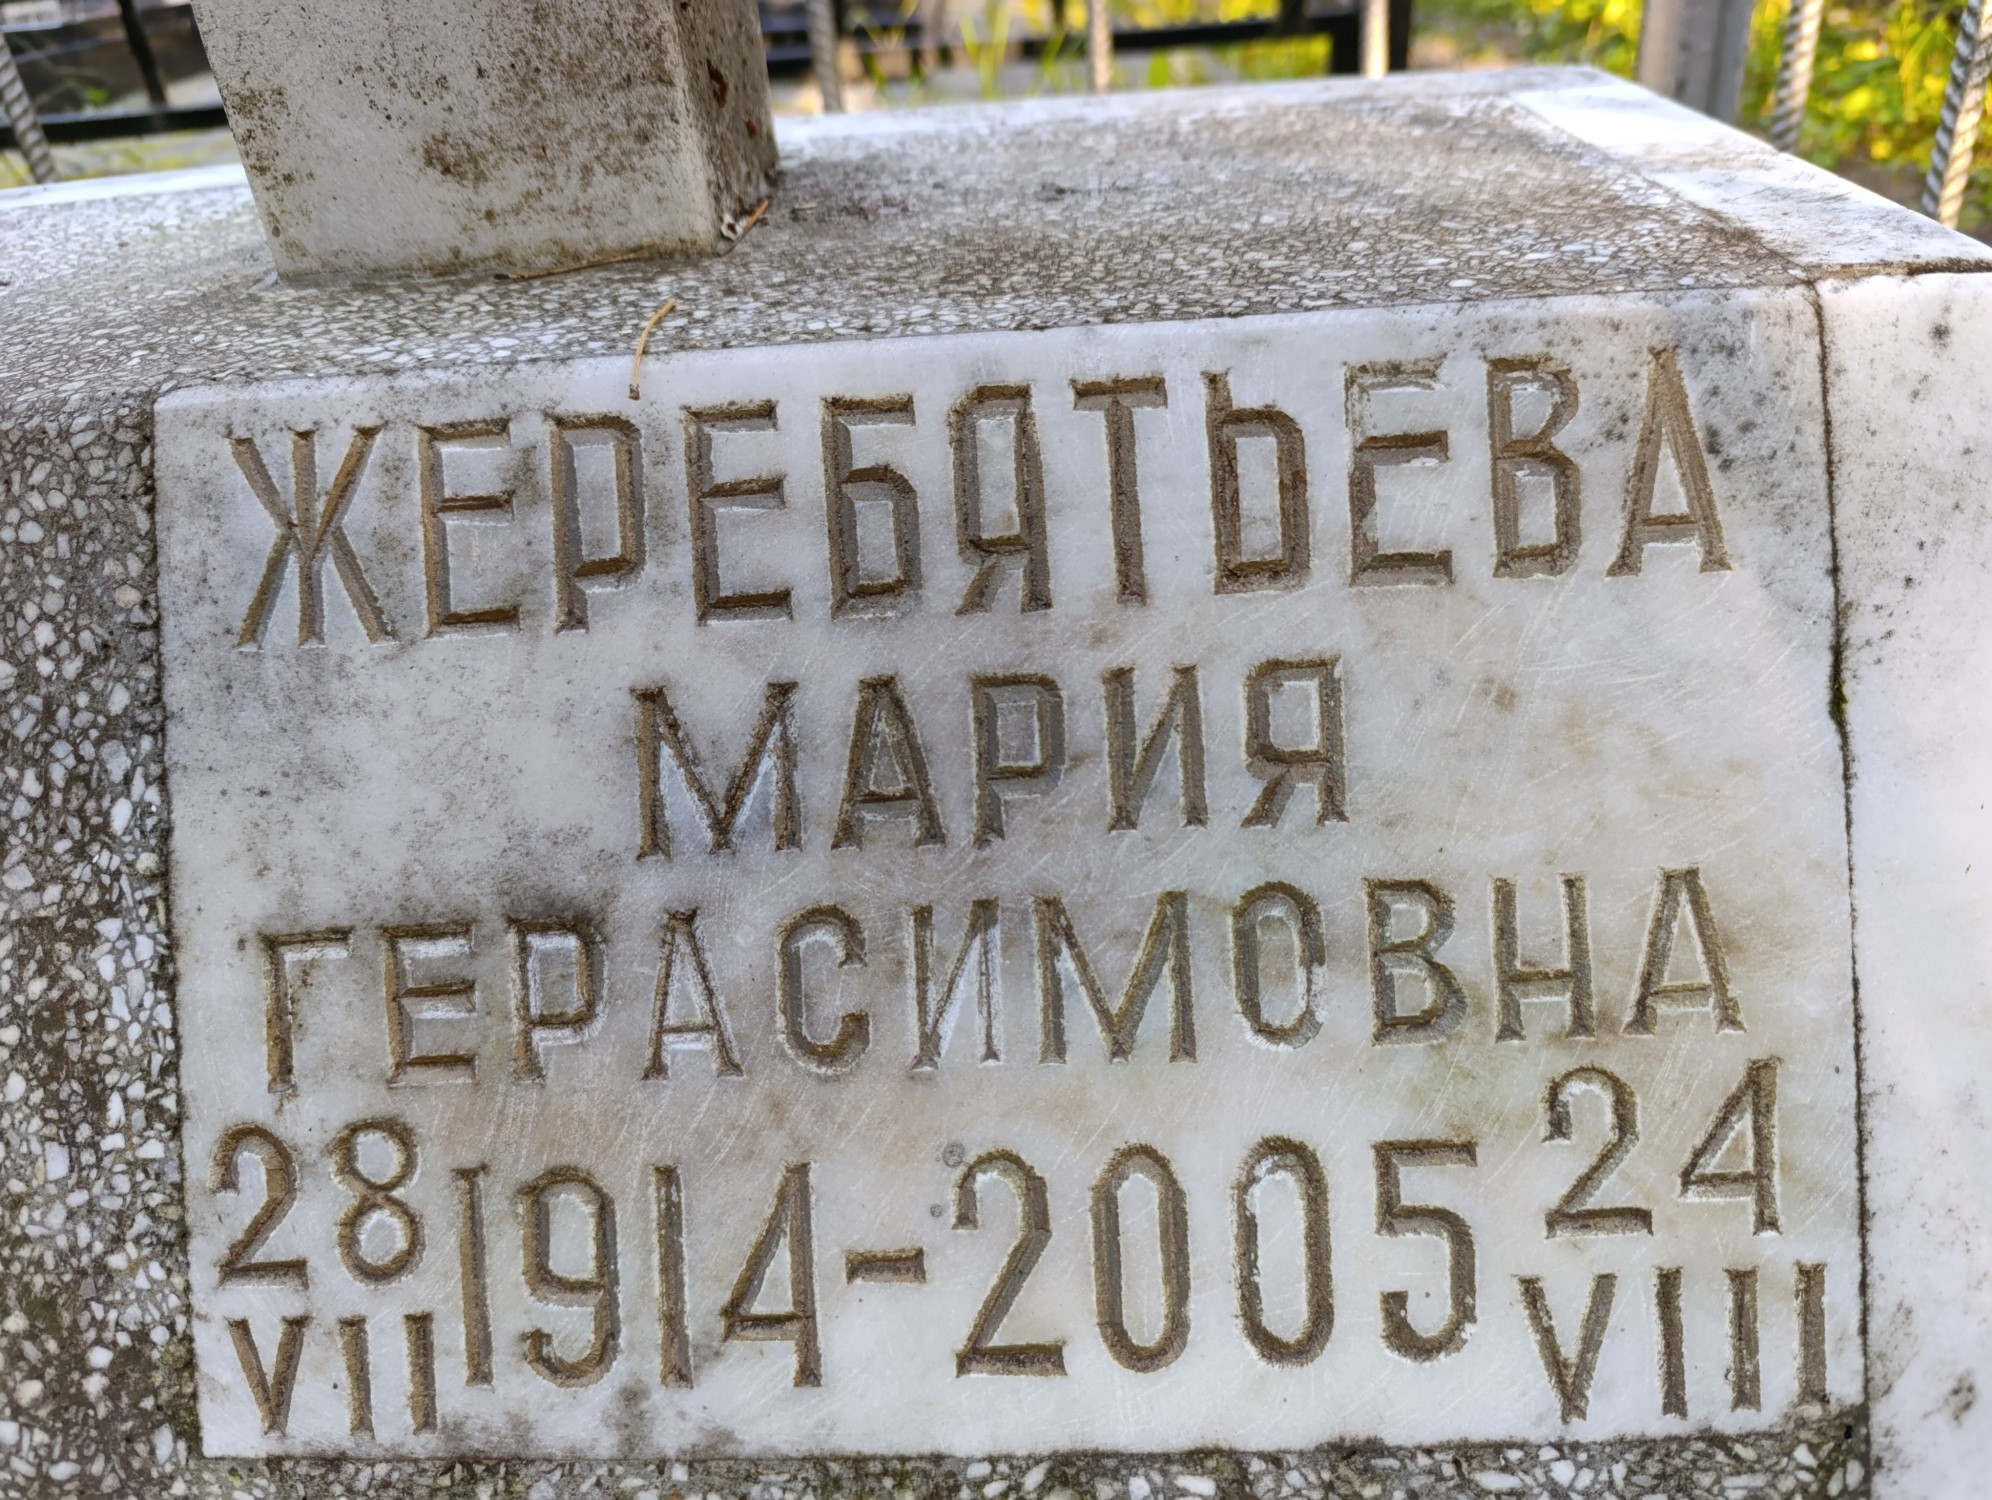 ЖЕРЕБЯТЬЕВА
МАРИЯ
ГЕРАСИМОВНА
28 VII 1914-2005 24 VIII